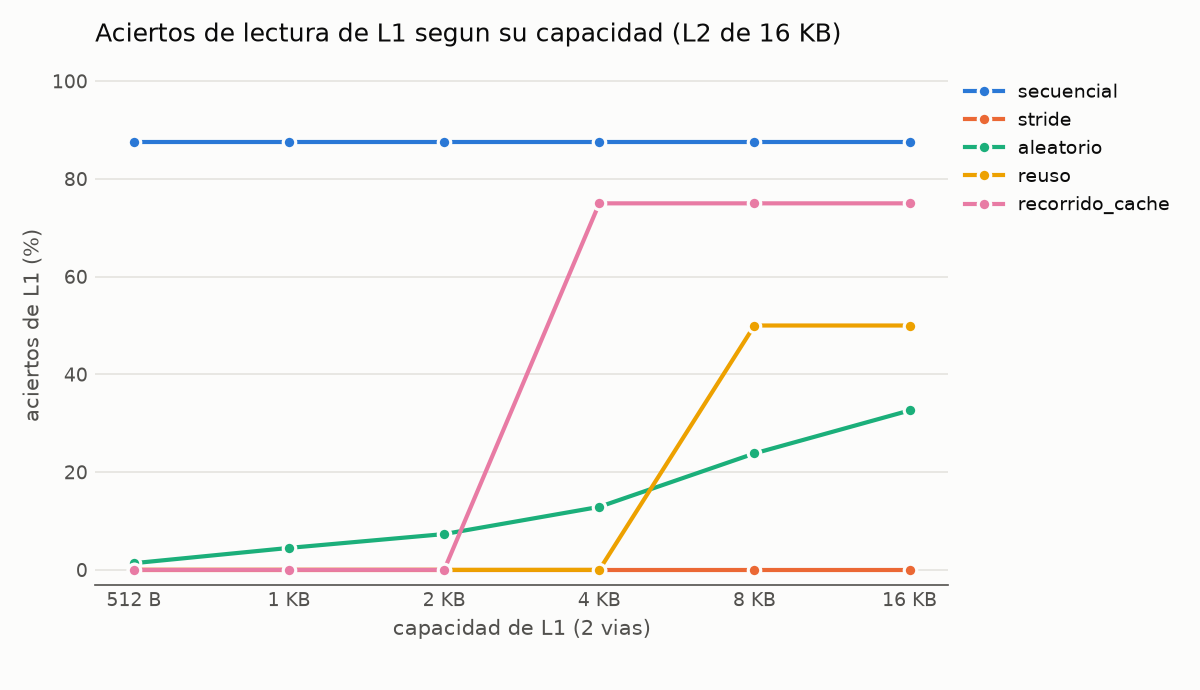 Aciertos de lectura de L1 segun su capacidad (L2 de 16 KB)
100
80
60
40
20
0
aciertos de L1 (%)
512 B
1 KB
2 KB
4 KB
8 KB
16 KB
capacidad de L1 (2 vias)
secuencial
stride
aleatorio
reuso
recorrido_cache